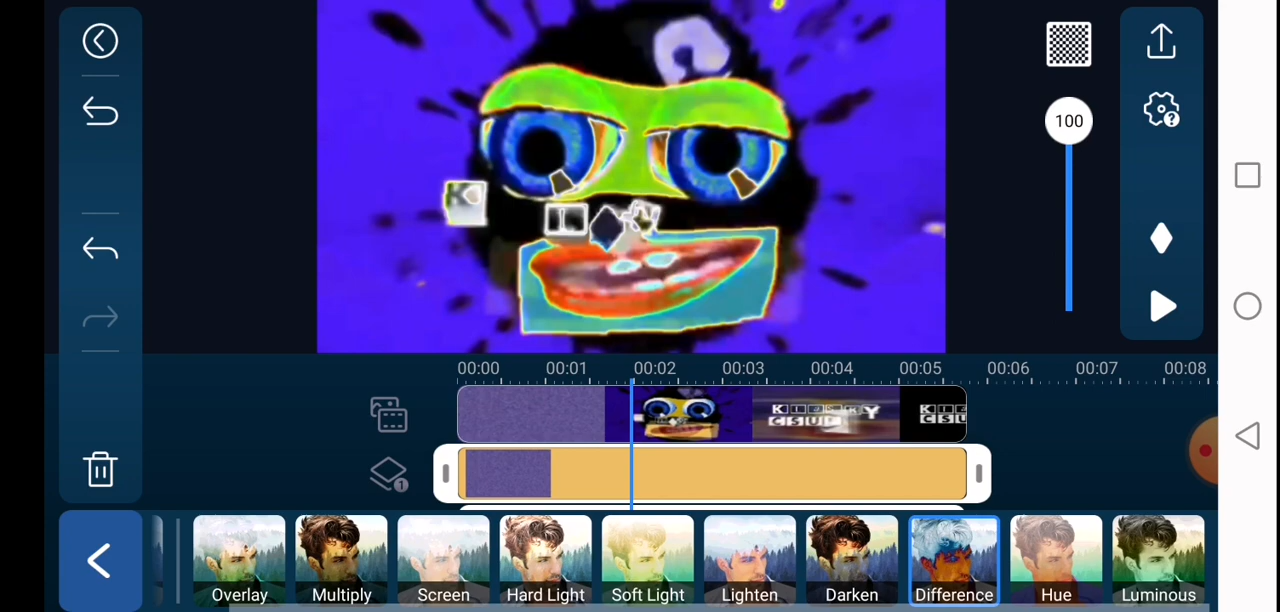 100
00:00 00:01 00:02 00:03 00:04 00:05 00:06 00:07 00:08
1
Overlay Multiply Screen Hard Light Soft Light Lighten Darken Difference Hue Luminous